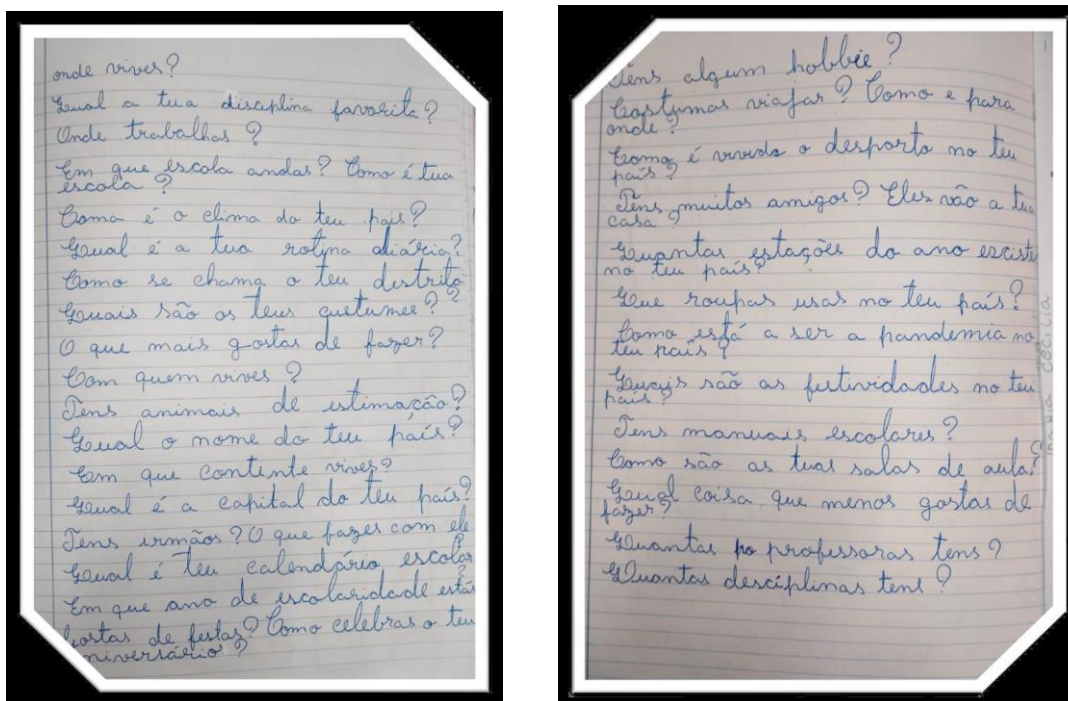 onde vives?
Qual a tua disciplina favorita?
Onde trabalhas?
Em que escola andas? Como é tua
escola?
Coma é o clima do teu pais?
Qual é a tua rotina diária?
Como se chama o teu distrito
Quais são os teus custumes??
O que mais gostas de fazer?
Com quem vives?
Tens animais de estimação?
Qual o nome do teu país?
Em que contente vives?
Qual é a capital do teu país?
Tens irmãos? O que fazes com ele
Qual é teu calendário escolar
Em que ano de escolaridade estás
Gostas de festas? Como celebras o teu
aniversário?
Tens algum hobbie?
Costumas viajar? Como e para
onde?
Como é vivido o desporto no teu
país?
Tens muitos amigos? Eles vão a tua
casa?
Quantas estações do ano esciste
no teu país?
Que roupas usas no teu país?
Como está a ser a pandemia no
teu país?
Quais são as festividades no teu
país?
Tens manuais escolares?
Como são as tuas salas de aula?
Qual coisa que menos gostas de
fazer?
Quantas po professoras tens?
Quantas desciplinas tens?